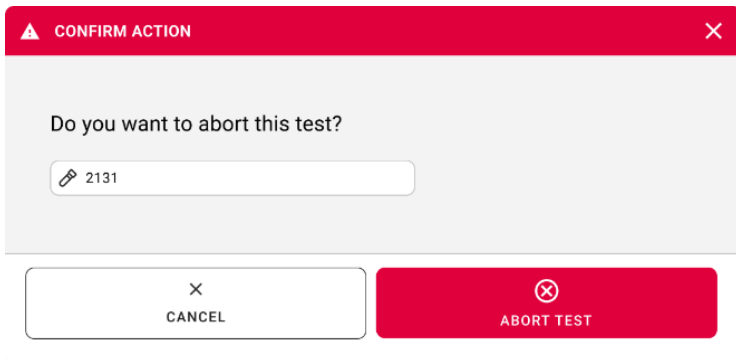 CONFIRM ACTION
Do you want to abort this test?
2131
CANCEL
ABORT TEST